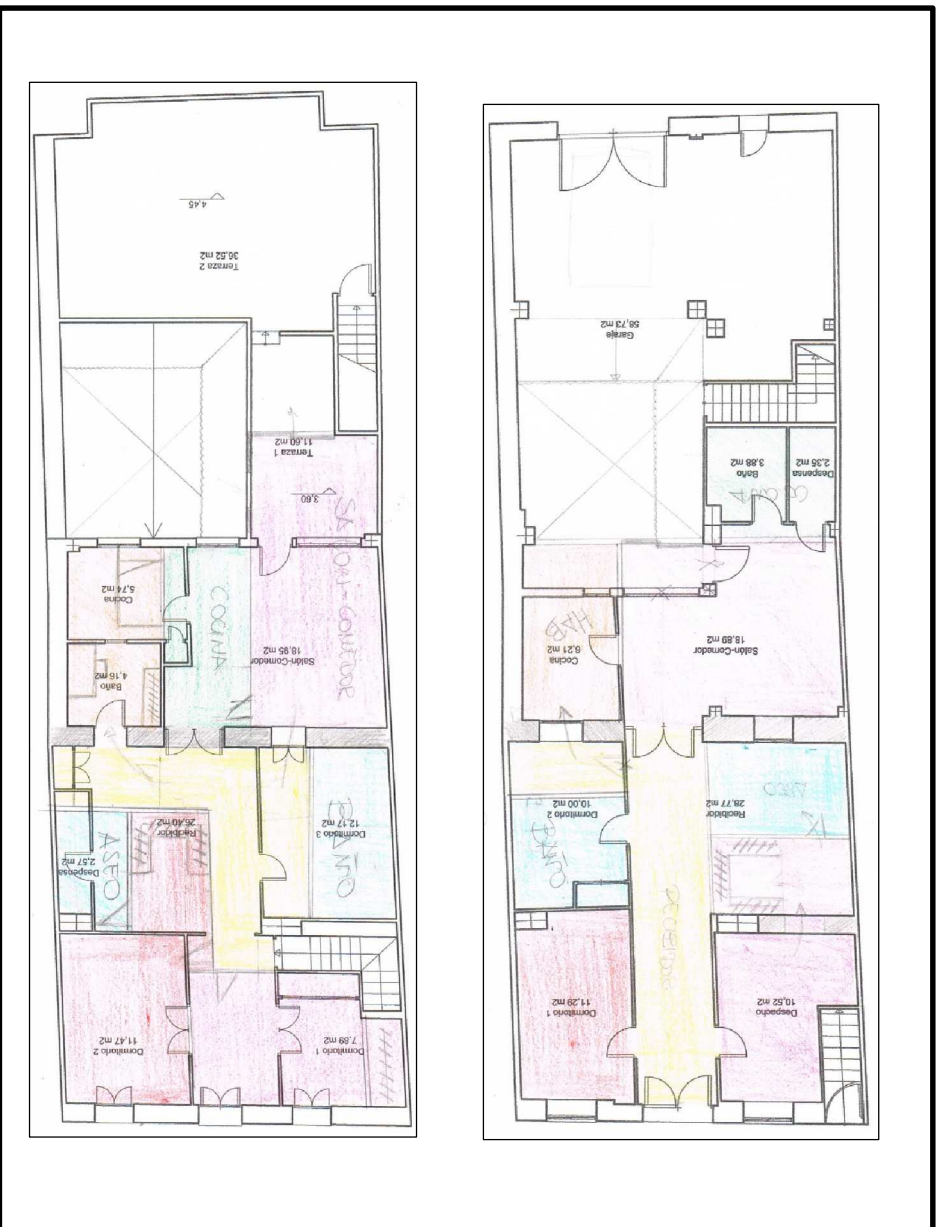 4,45
Terraza 2
36,52 m2
Terraza 1
11,60 m2
3,60
SALON-COMEDOR
Cocina
5,74 m2
COCINA
Salón-Comedor
18,95 m2
Baño
4,16 m2
Recibidor
26,40 m2
Dormitorio 3
12,17 m2
BAÑO
Despensa
2,57 m2
ASEO
Dormitorio 2
11,47 m2
Dormitorio 1
7,89 m2
Garaje
58,73 m2
Baño
3,88 m2
Despensa
2,35 m2
Cocina
6,21 m2
HAB
Salón-Comedor
18,89 m2
Dormitorio 2
10,00 m2
BAÑO
Recibidor
28,77 m2
ASEO
RECIBIDOR
Dormitorio 1
11,29 m2
Despacho
10,52 m2